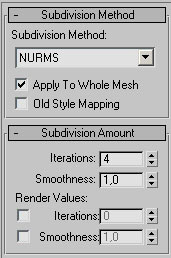 - Subdivision Method
Subdivision Method:
NURMS
Apply To Whole Mesh
Old Style Mapping
- Subdivision Amount
Iterations: 4
Smoothness: 1,0
Render Values:
Iterations: 0
Smoothness: 1,0